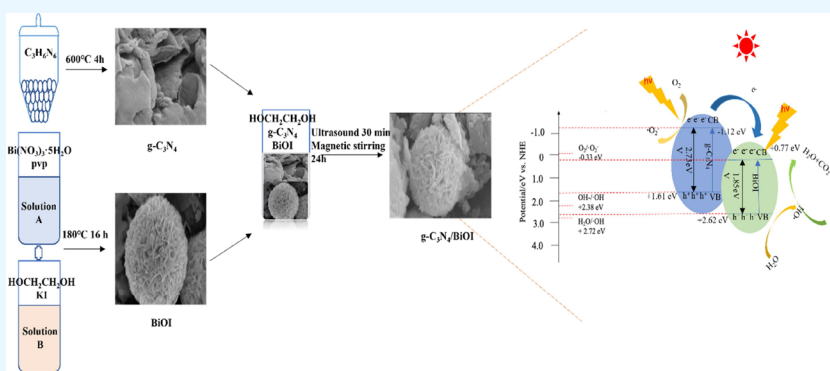 C₃H₆N₆
600°C 4h
g-C₃N₄
Bi(NO₃)₃·5H₂O
pvp
Solution
A
180°C 16 h
HOCH₂CH₂OH
KI
Solution
B
BiOI
HOCH₂CH₂OH
g-C₃N₄
BiOI
Ultrasound 30 min
Magnetic stirring
24h
g-C₃N₄/BiOI
Potential/eV vs. NHE
-1.0
0
1.0
2.0
3.0
4.0
O₂/·O₂⁻
-0.33 eV
OH-/·OH
+2.38 eV
H₂O/·OH
+ 2.72 eV
hv
O₂
·O₂⁻
e⁻ e⁻ e⁻ CB
-1.12 eV
2.73e V
g-C₃N₄
+1.61 eV
h⁺ h⁺ h⁺ VB
e⁻
hv
e⁻ e⁻ e⁻ CB
+0.77 eV
1.85e V
BiOI
+2.62 eV
h h h VB
H₂O+CO₂
·OH
H₂O